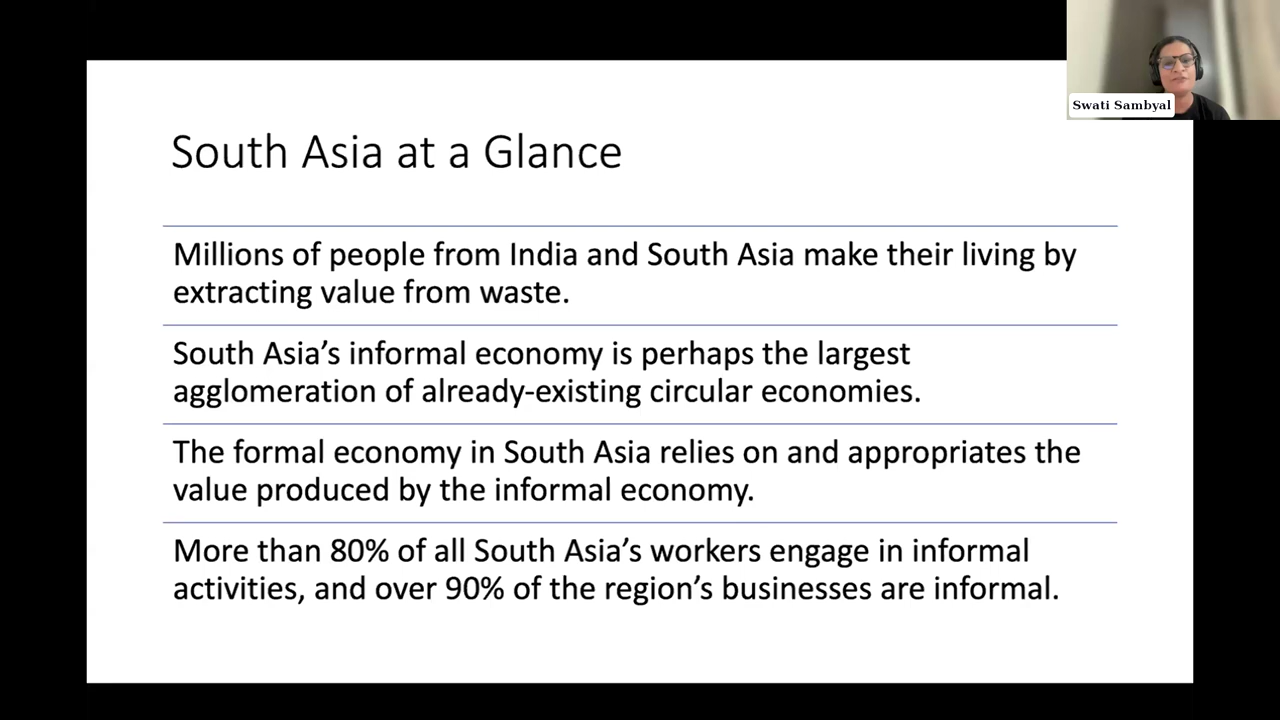 Swati Sambyal
South Asia at a Glance
Millions of people from India and South Asia make their living by
extracting value from waste.
South Asia’s informal economy is perhaps the largest
agglomeration of already-existing circular economies.
The formal economy in South Asia relies on and appropriates the
value produced by the informal economy.
More than 80% of all South Asia’s workers engage in informal
activities, and over 90% of the region’s businesses are informal.